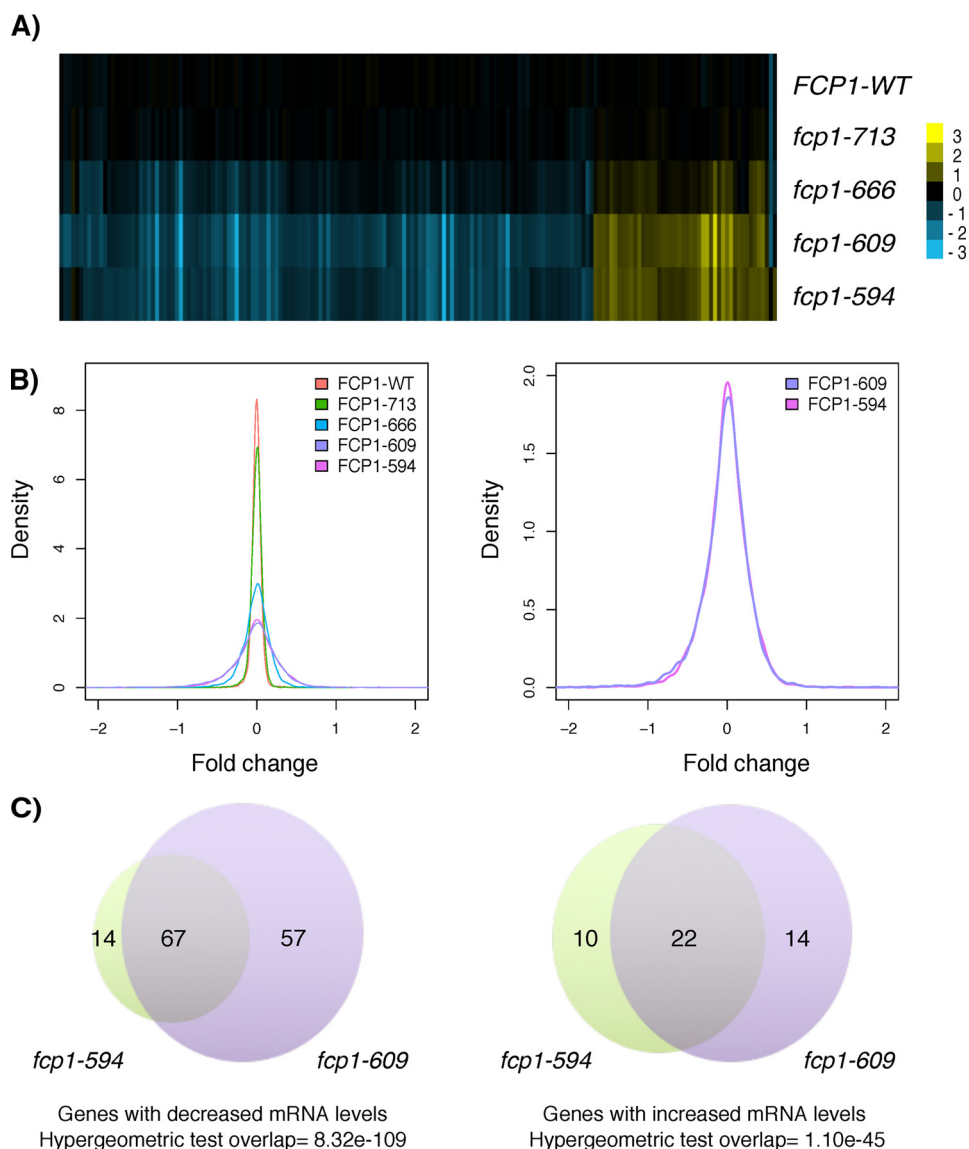 A)
FCP1-WT
fcp1-713
fcp1-666
fcp1-609
fcp1-594
3
2
1
0
- 1
- 2
- 3
B)
Density
8
6
4
2
0
FCP1-WT
FCP1-713
FCP1-666
FCP1-609
FCP1-594
−2 −1 0 1 2
Fold change
Density
2.0
1.5
1.0
0.5
0.0
FCP1-609
FCP1-594
−2 −1 0 1 2
Fold change
C)
14 67 57
fcp1-594 fcp1-609
Genes with decreased mRNA levels
Hypergeometric test overlap= 8.32e-109
10 22 14
fcp1-594 fcp1-609
Genes with increased mRNA levels
Hypergeometric test overlap= 1.10e-45